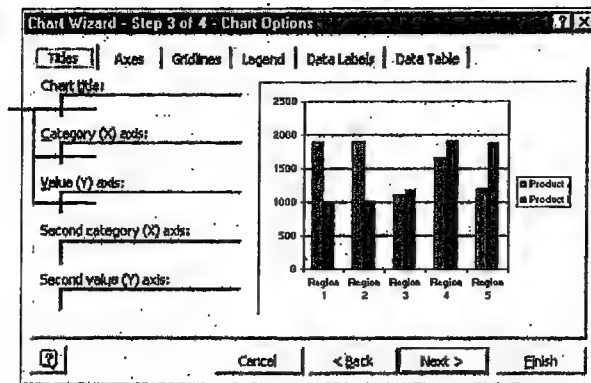 Chart Wizard - Step 3 of 4 - Chart Options
Titles Axes Gridlines Legend Data Labels Data Table
Chart title:
Category (X) axis:
Value (Y) axis:
Second category (X) axis:
Second value (Y) axis:
2500
2000
1500
1000
500
0
Region 1 Region 2 Region 3 Region 4 Region 5
Product
Product
Cancel < Back Next > Finish